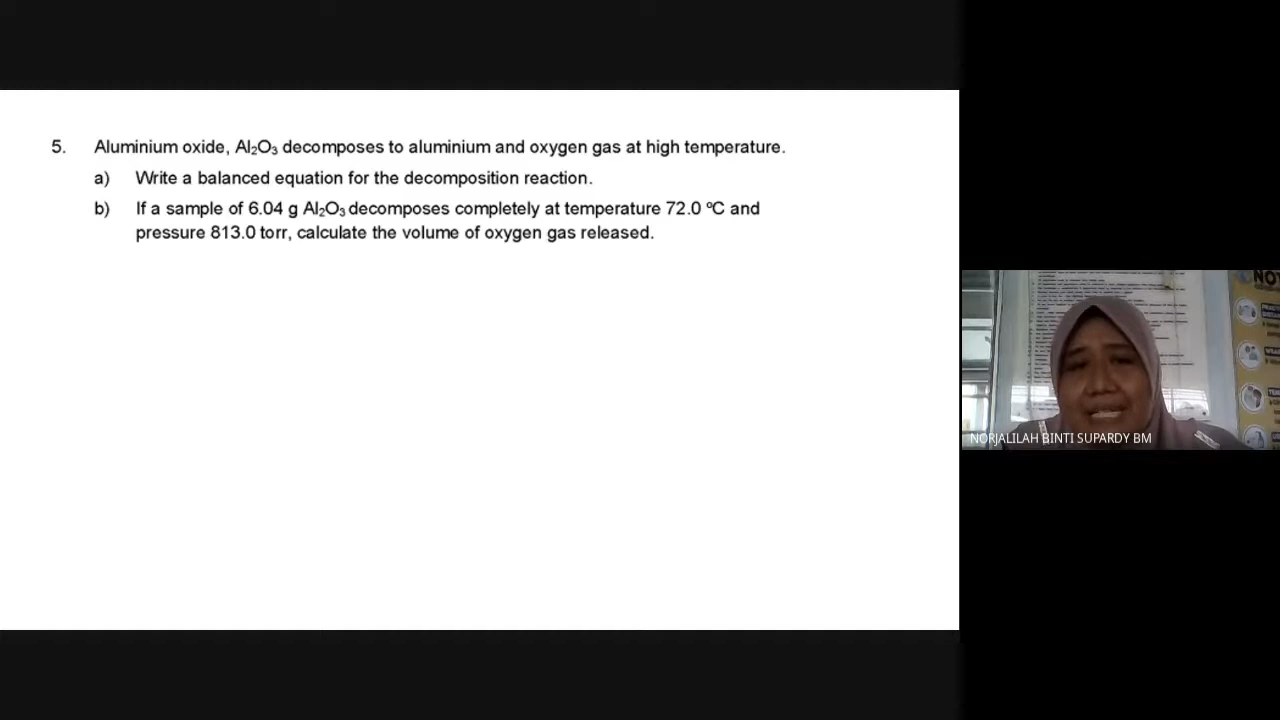 5. Aluminium oxide, Al₂O₃ decomposes to aluminium and oxygen gas at high temperature.
a) Write a balanced equation for the decomposition reaction.
b) If a sample of 6.04 g Al₂O₃ decomposes completely at temperature 72.0 ºC and
pressure 813.0 torr, calculate the volume of oxygen gas released.
NORJALILAH BINTI SUPARDY BM